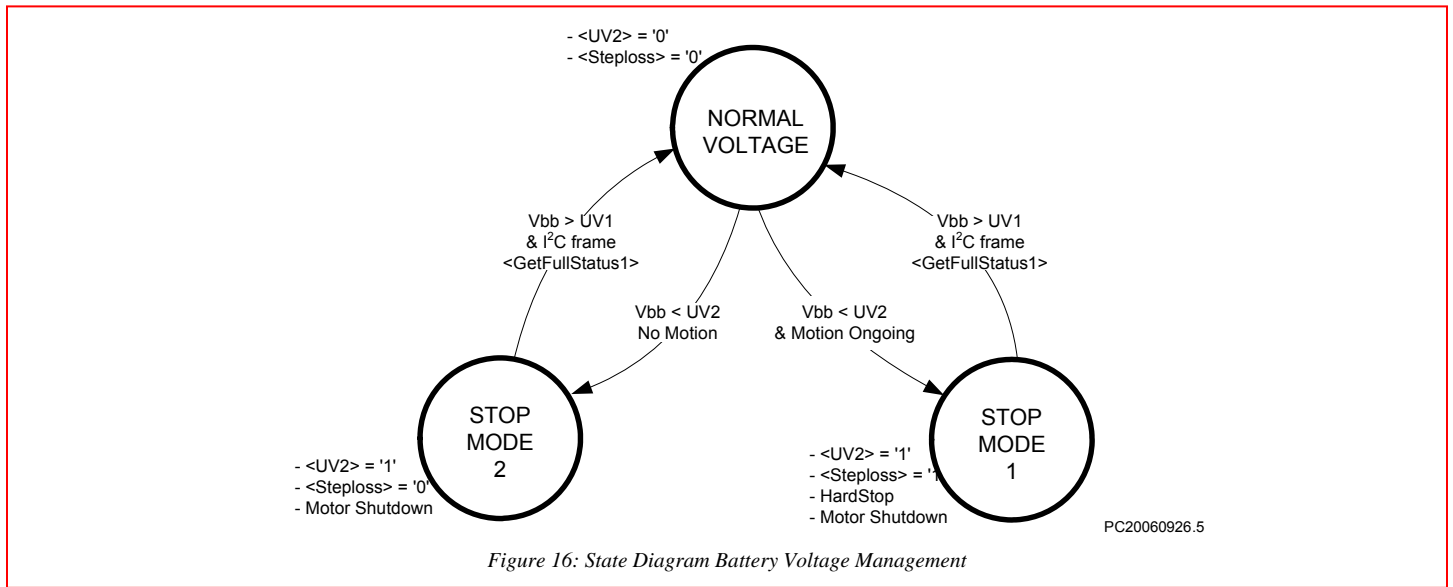 - <UV2> = '0'
- <Steploss> = '0'
NORMAL
VOLTAGE
Vbb > UV1
& I²C frame
<GetFullStatus1>
Vbb > UV1
& I²C frame
<GetFullStatus1>
Vbb < UV2
No Motion
Vbb < UV2
& Motion Ongoing
STOP
MODE
2
STOP
MODE
1
- <UV2> = '1'
- <Steploss> = '0'
- Motor Shutdown
- <UV2> = '1'
- <Steploss> = '1
- HardStop
- Motor Shutdown
PC20060926.5
Figure 16: State Diagram Battery Voltage Management